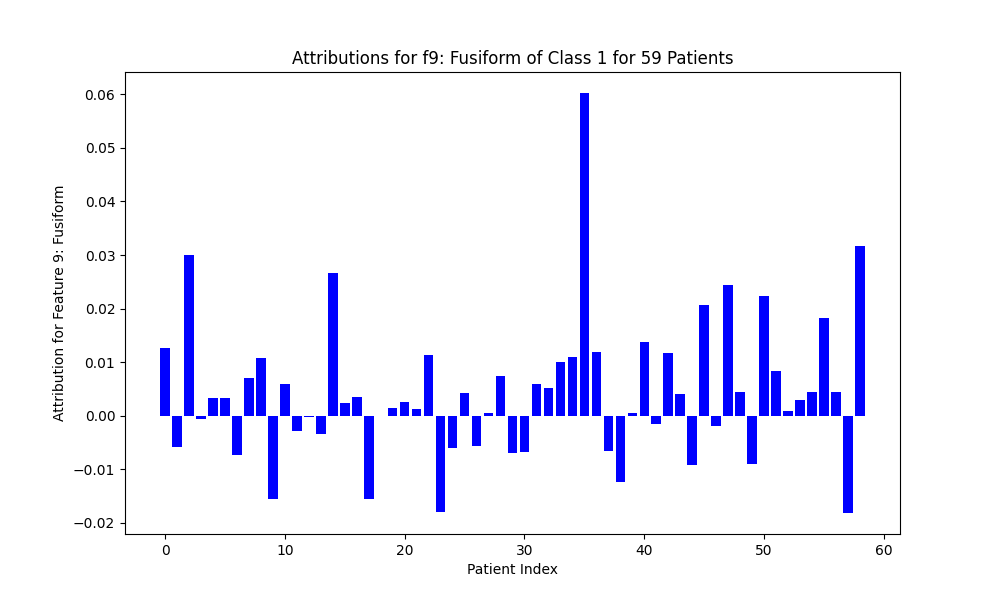 Attributions for f9: Fusiform of Class 1 for 59 Patients
Attribution for Feature 9: Fusiform
0.06
0.05
0.04
0.03
0.02
0.01
0.00
−0.01
−0.02
0 10 20 30 40 50 60
Patient Index